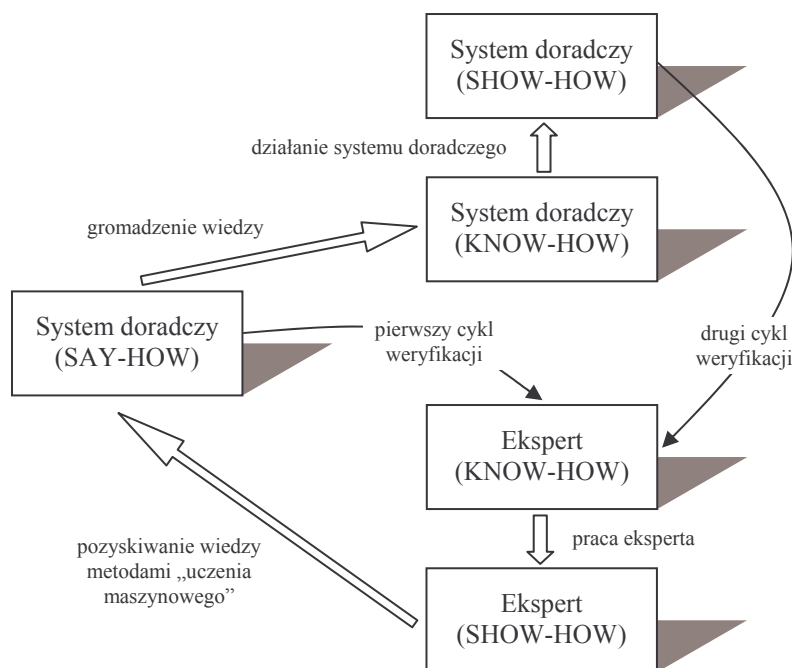 System doradczy
(SHOW-HOW)
działanie systemu doradczego
System doradczy
(KNOW-HOW)
gromadzenie wiedzy
System doradczy
(SAY-HOW)
pierwszy cykl
weryfikacji
drugi cykl
weryfikacji
Ekspert
(KNOW-HOW)
praca eksperta
pozyskiwanie wiedzy
metodami „uczenia
maszynowego”
Ekspert
(SHOW-HOW)